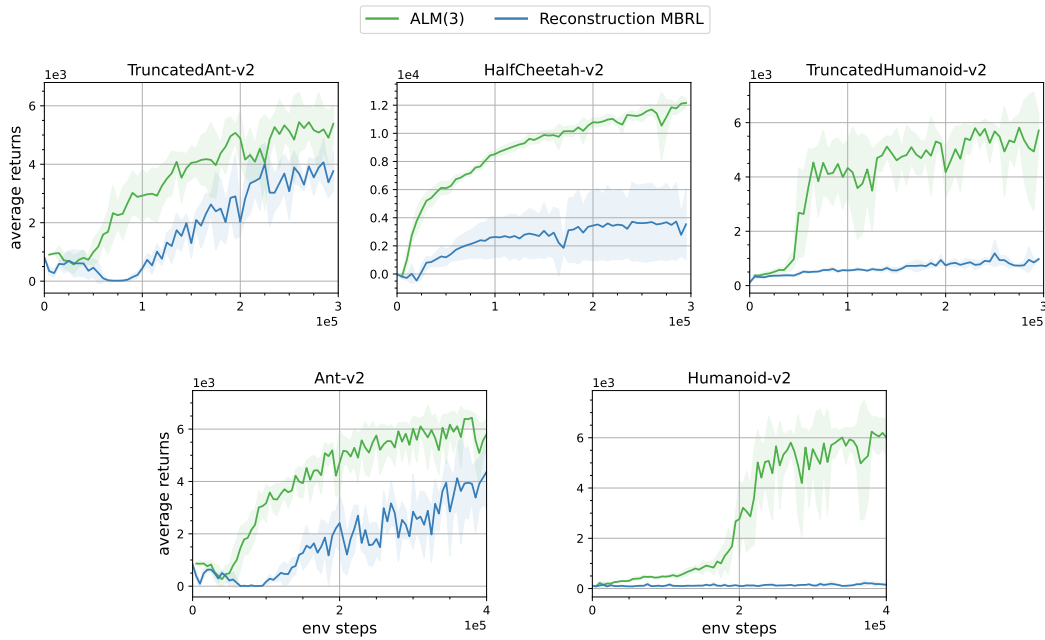 ALM(3) Reconstruction MBRL
TruncatedAnt-v2 HalfCheetah-v2 TruncatedHumanoid-v2
1e3 1e4 1e3
average returns
6 4 2 0
1.2 1.0 0.8 0.6 0.4 0.2 0.0
6 4 2 0
0 1 2 3 0 1 2 3 0 1 2 3
1e5 1e5 1e5
Ant-v2 Humanoid-v2
1e3 1e3
average returns
6 4 2 0
6 4 2 0
0 2 4 0 2 4
env steps 1e5 env steps 1e5